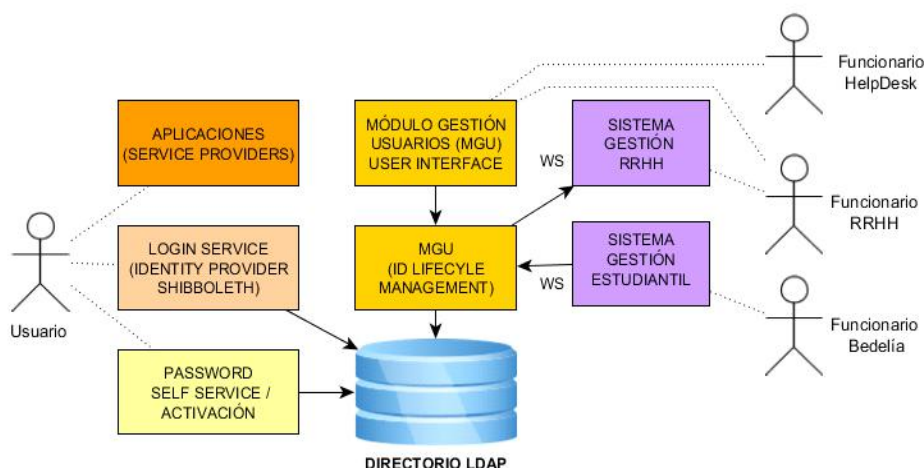 Funcionario
HelpDesk
APLICACIONES
(SERVICE PROVIDERS)
MÓDULO GESTIÓN
USUARIOS (MGU)
USER INTERFACE
WS
SISTEMA
GESTIÓN
RRHH
Funcionario
RRHH
LOGIN SERVICE
(IDENTITY PROVIDER
SHIBBOLETH)
MGU
(ID LIFECYLE
MANAGEMENT)
WS
SISTEMA
GESTIÓN
ESTUDIANTIL
Usuario
Funcionario
Bedelía
PASSWORD
SELF SERVICE /
ACTIVACIÓN
DIRECTORIO LDAP